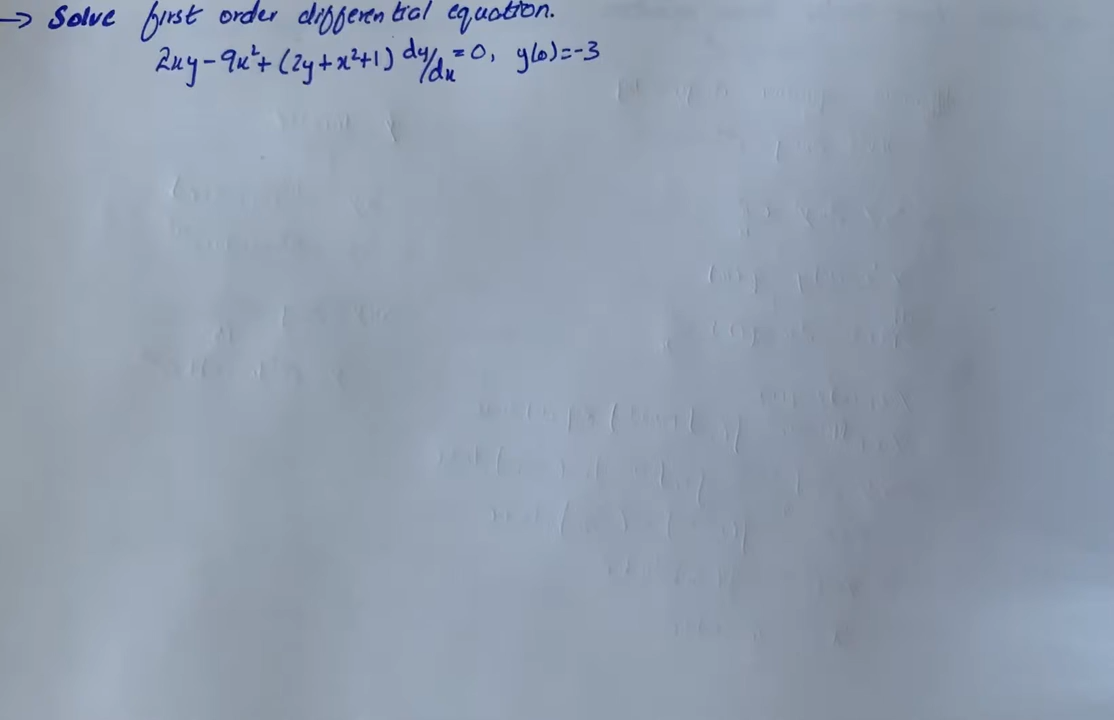 → Solve first order differential equation.
2xy - 9x² + (2y + x² + 1) dy/dx = 0, y(0) = -3